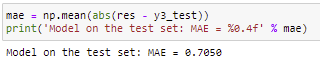 mae = np.mean(abs(res - y3_test))
print('Model on the test set: MAE = %0.4f' % mae)
Model on the test set: MAE = 0.7050